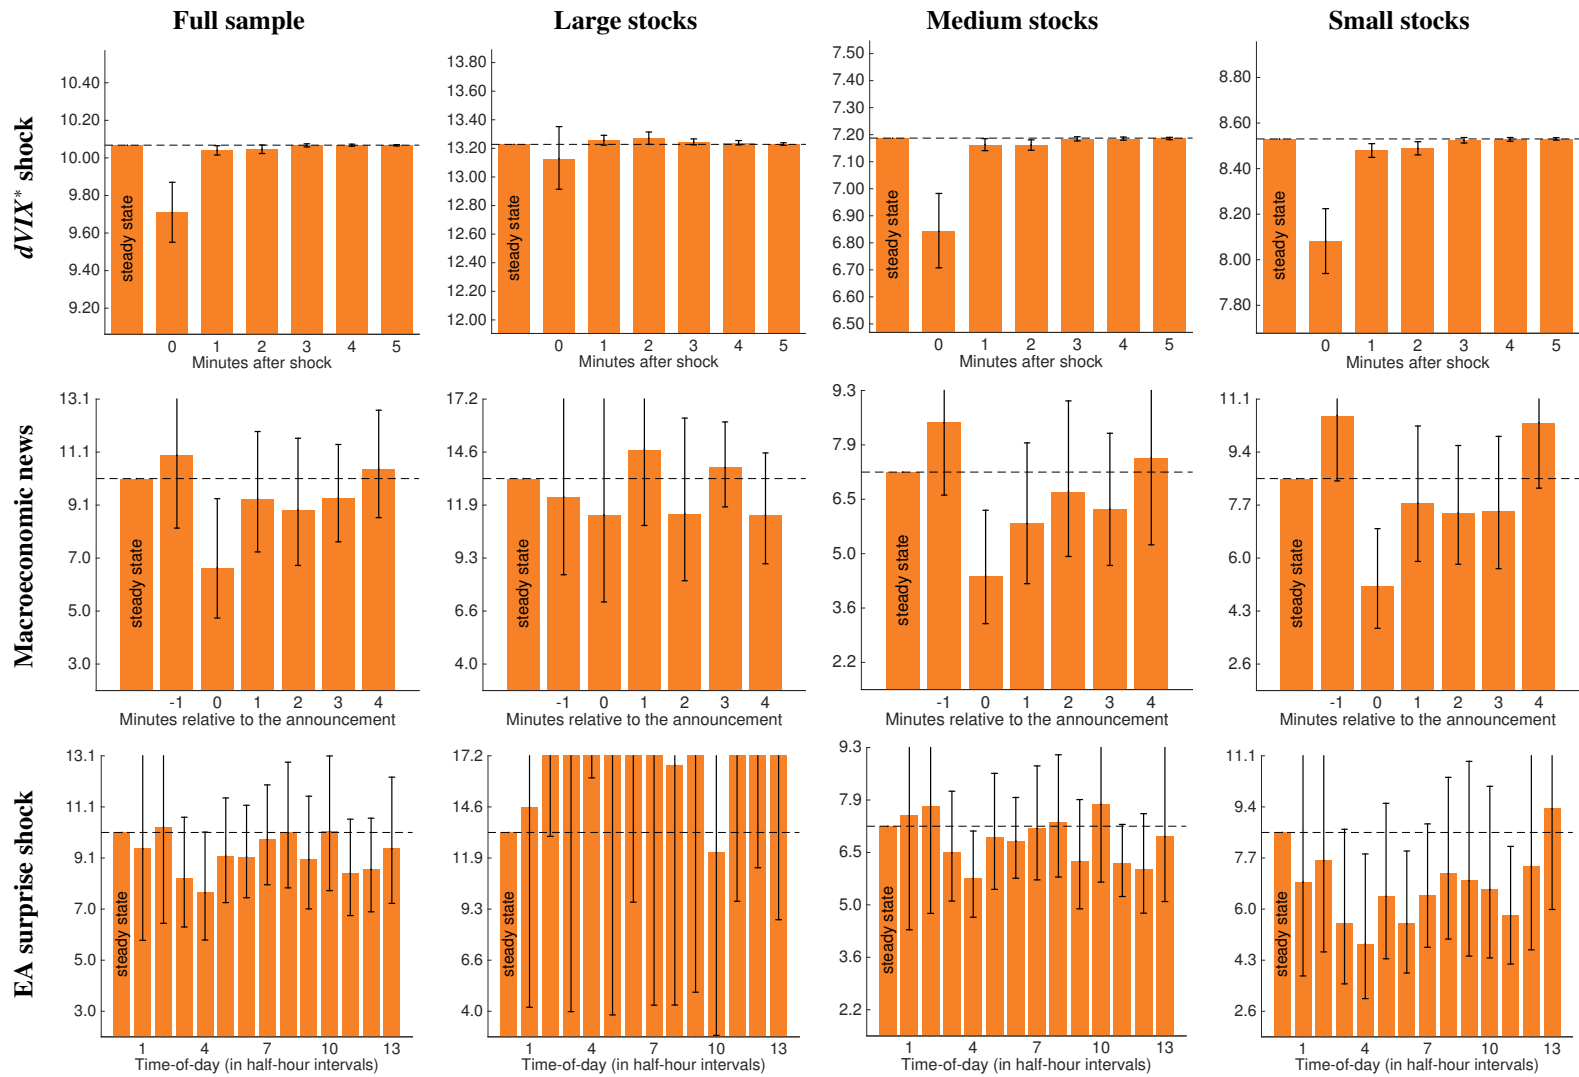 Full sample
Large stocks
Medium stocks
Small stocks
dVIX* shock
10.40
10.20
10.00
9.80
9.60
9.40
9.20
steady state
0 1 2 3 4 5
Minutes after shock
13.80
13.60
13.40
13.20
13.00
12.80
12.60
12.40
12.20
12.00
steady state
0 1 2 3 4 5
Minutes after shock
7.50
7.40
7.30
7.20
7.10
7.00
6.90
6.80
6.70
6.60
6.50
steady state
0 1 2 3 4 5
Minutes after shock
8.80
8.60
8.40
8.20
8.00
7.80
steady state
0 1 2 3 4 5
Minutes after shock
Macroeconomic news
13.1
11.1
9.1
7.0
5.0
3.0
steady state
-1 0 1 2 3 4
Minutes relative to the announcement
17.2
14.6
11.9
9.3
6.6
4.0
steady state
-1 0 1 2 3 4
Minutes relative to the announcement
9.3
7.9
6.5
5.0
3.6
2.2
steady state
-1 0 1 2 3 4
Minutes relative to the announcement
11.1
9.4
7.7
6.0
4.3
2.6
steady state
-1 0 1 2 3 4
Minutes relative to the announcement
EA surprise shock
13.1
11.1
9.1
7.0
5.0
3.0
steady state
1 4 7 10 13
Time-of-day (in half-hour intervals)
17.2
14.6
11.9
9.3
6.6
4.0
steady state
1 4 7 10 13
Time-of-day (in half-hour intervals)
9.3
7.9
6.5
5.0
3.6
2.2
steady state
1 4 7 10 13
Time-of-day (in half-hour intervals)
11.1
9.4
7.7
6.0
4.3
2.6
steady state
1 4 7 10 13
Time-of-day (in half-hour intervals)